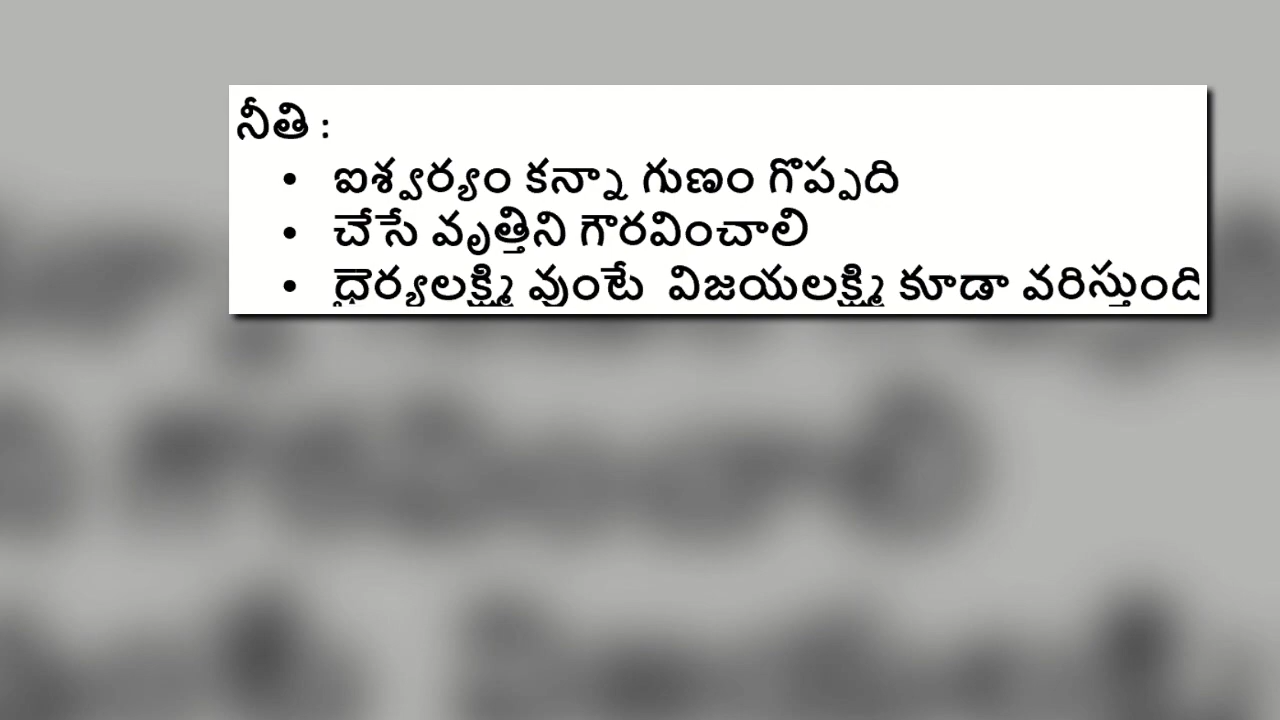 నీతి :
• ఐశ్వర్యం కన్నా గుణం గొప్పది
• చేసే వృత్తిని గౌరవించాలి
• ధైర్యలక్ష్మి వుంటే విజయలక్ష్మి కూడా వరిస్తుంది